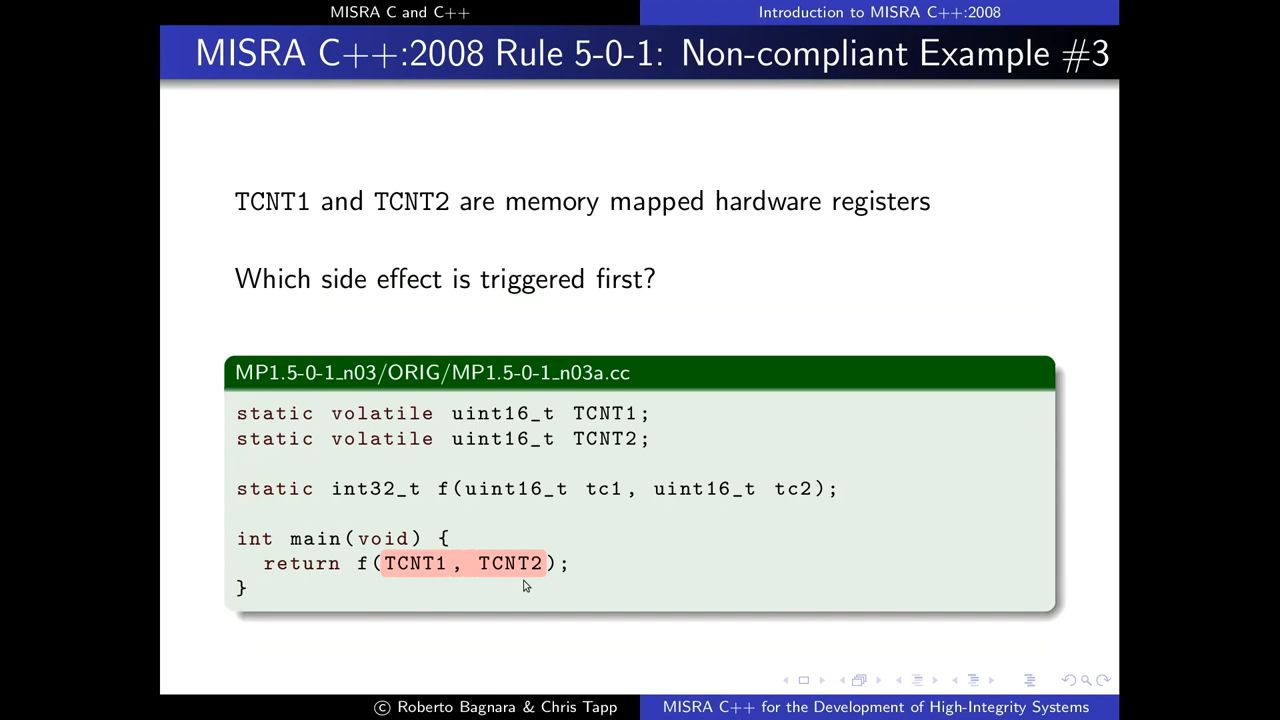 MISRA C and C++
Introduction to MISRA C++:2008
MISRA C++:2008 Rule 5-0-1: Non-compliant Example #3
TCNT1 and TCNT2 are memory mapped hardware registers
Which side effect is triggered first?
MP1.5-0-1_n03/ORIG/MP1.5-0-1_n03a.cc
static volatile uint16_t TCNT1;
static volatile uint16_t TCNT2;
static int32_t f(uint16_t tc1, uint16_t tc2);
int main(void) {
return f(TCNT1, TCNT2);
}
© Roberto Bagnara & Chris Tapp
MISRA C++ for the Development of High-Integrity Systems